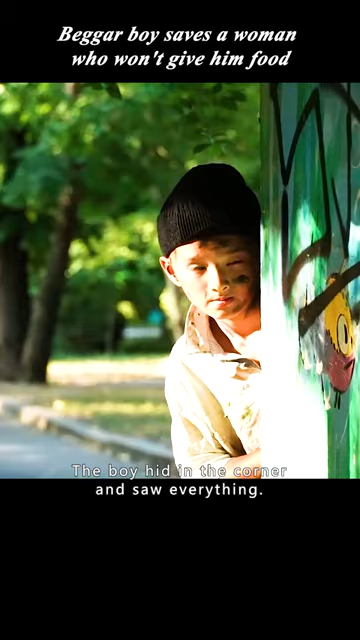 Beggar boy saves a woman
who won't give him food
The boy hid in the corner
and saw everything.